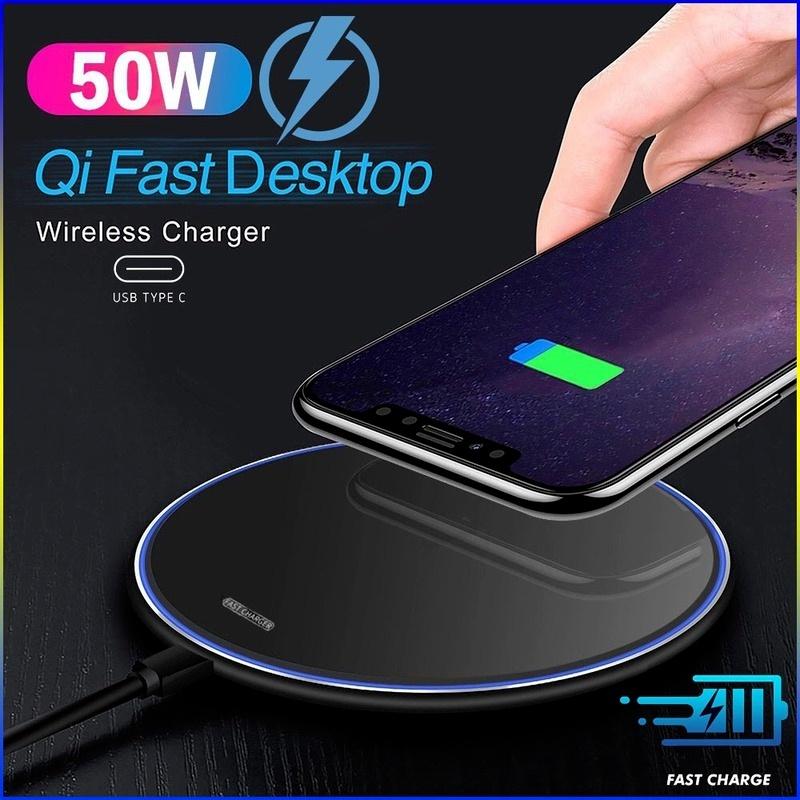 50W
Qi Fast Desktop
Wireless Charger
USB TYPE C
FAST CHARGER
FAST CHARGE